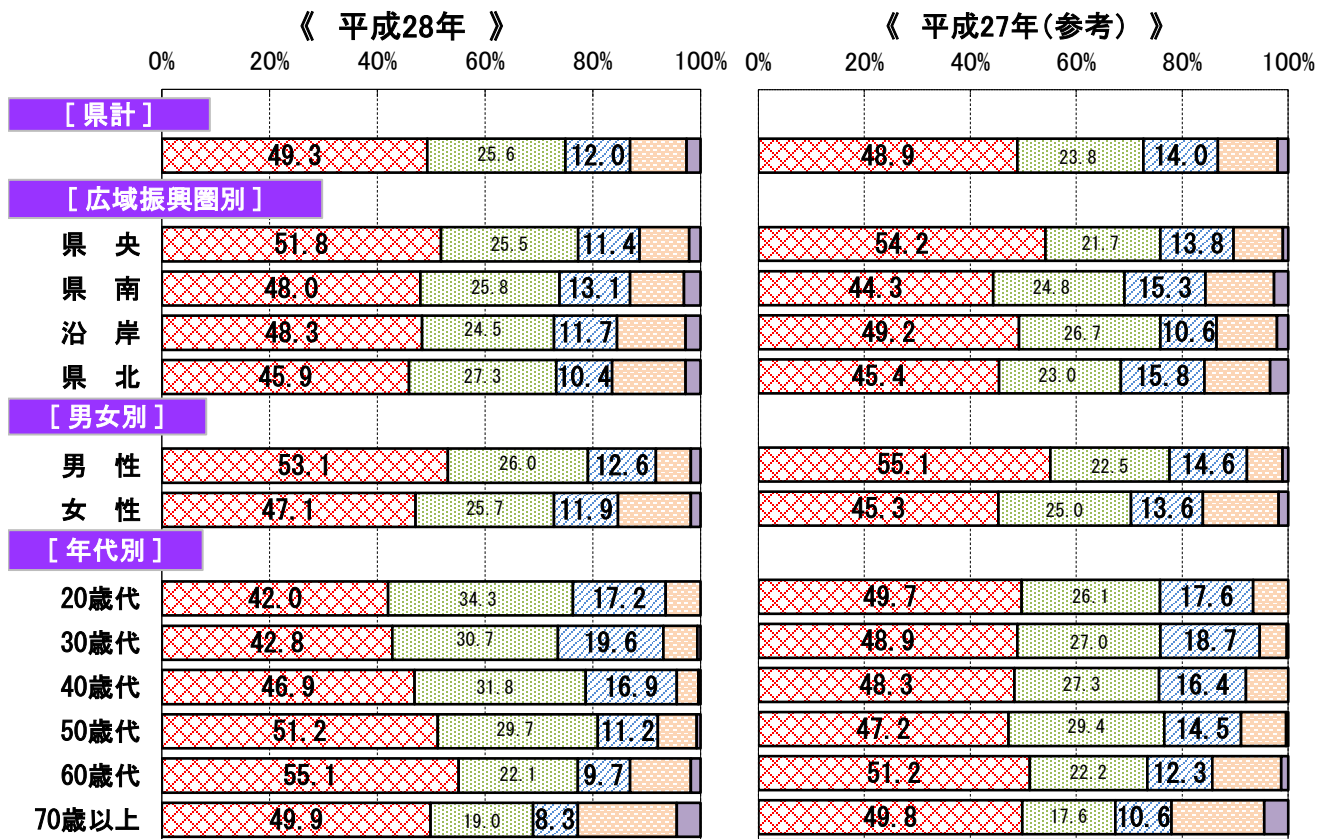 《 平成28年 》 《 平成27年(参考) 》
0% 20% 40% 60% 80% 100% 0% 20% 40% 60% 80% 100%
[ 県計 ]
49.3 25.6 12.0 48.9 23.8 14.0
[ 広域振興圏別 ]
県 央 51.8 25.5 11.4 54.2 21.7 13.8
県 南 48.0 25.8 13.1 44.3 24.8 15.3
沿 岸 48.3 24.5 11.7 49.2 26.7 10.6
県 北 45.9 27.3 10.4 45.4 23.0 15.8
[ 男女別 ]
男 性 53.1 26.0 12.6 55.1 22.5 14.6
女 性 47.1 25.7 11.9 45.3 25.0 13.6
[ 年代別 ]
20歳代 42.0 34.3 17.2 49.7 26.1 17.6
30歳代 42.8 30.7 19.6 48.9 27.0 18.7
40歳代 46.9 31.8 16.9 48.3 27.3 16.4
50歳代 51.2 29.7 11.2 47.2 29.4 14.5
60歳代 55.1 22.1 9.7 51.2 22.2 12.3
70歳以上 49.9 19.0 8.3 49.8 17.6 10.6